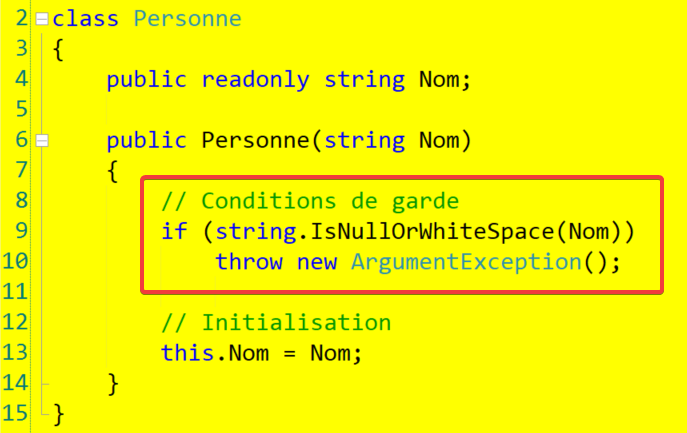 2 class Personne
3 {
4     public readonly string Nom;
5
6     public Personne(string Nom)
7     {
8         // Conditions de garde
9         if (string.IsNullOrWhiteSpace(Nom))
10             throw new ArgumentException();
11
12         // Initialisation
13         this.Nom = Nom;
14     }
15 }